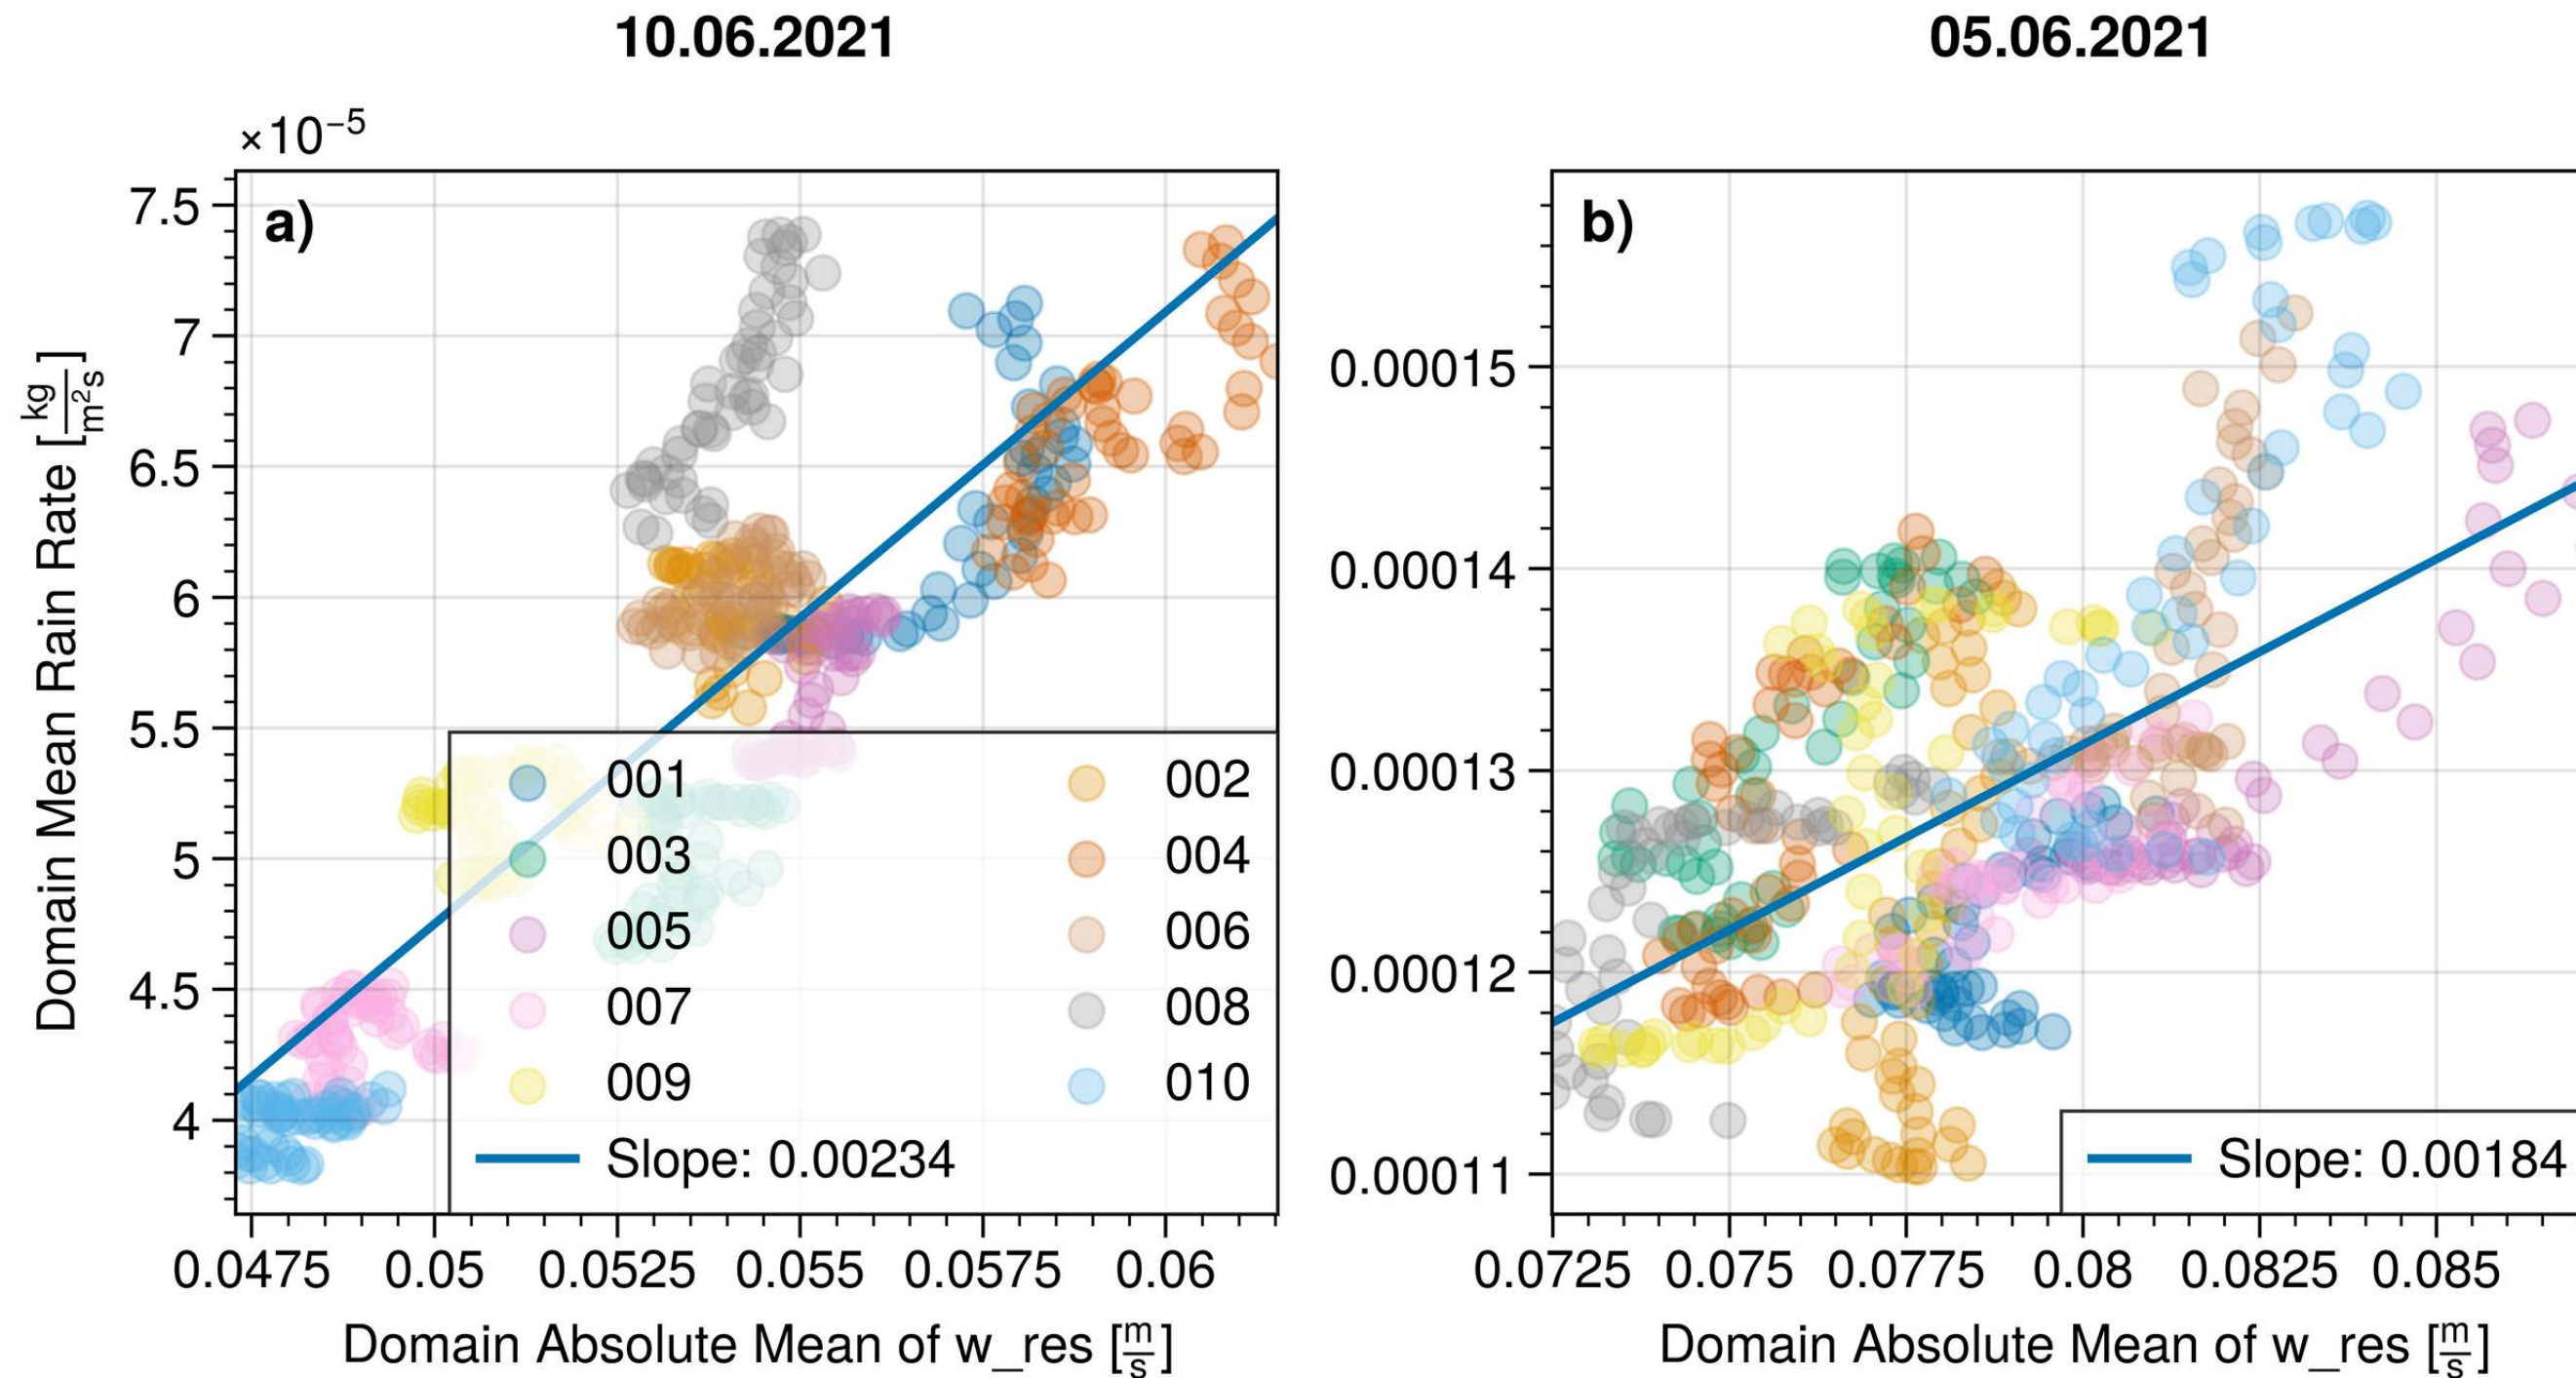 10.06.2021
05.06.2021
×10⁻⁵
a)
b)
7.5
7
6.5
6
5.5
5
4.5
4
Domain Mean Rain Rate [kg/m²s]
001 002
003 004
005 006
007 008
009 010
Slope: 0.00234
0.0475 0.05 0.0525 0.055 0.0575 0.06
Domain Absolute Mean of w_res [m/s]
0.00015
0.00014
0.00013
0.00012
0.00011
Slope: 0.00184
0.0725 0.075 0.0775 0.08 0.0825 0.085
Domain Absolute Mean of w_res [m/s]